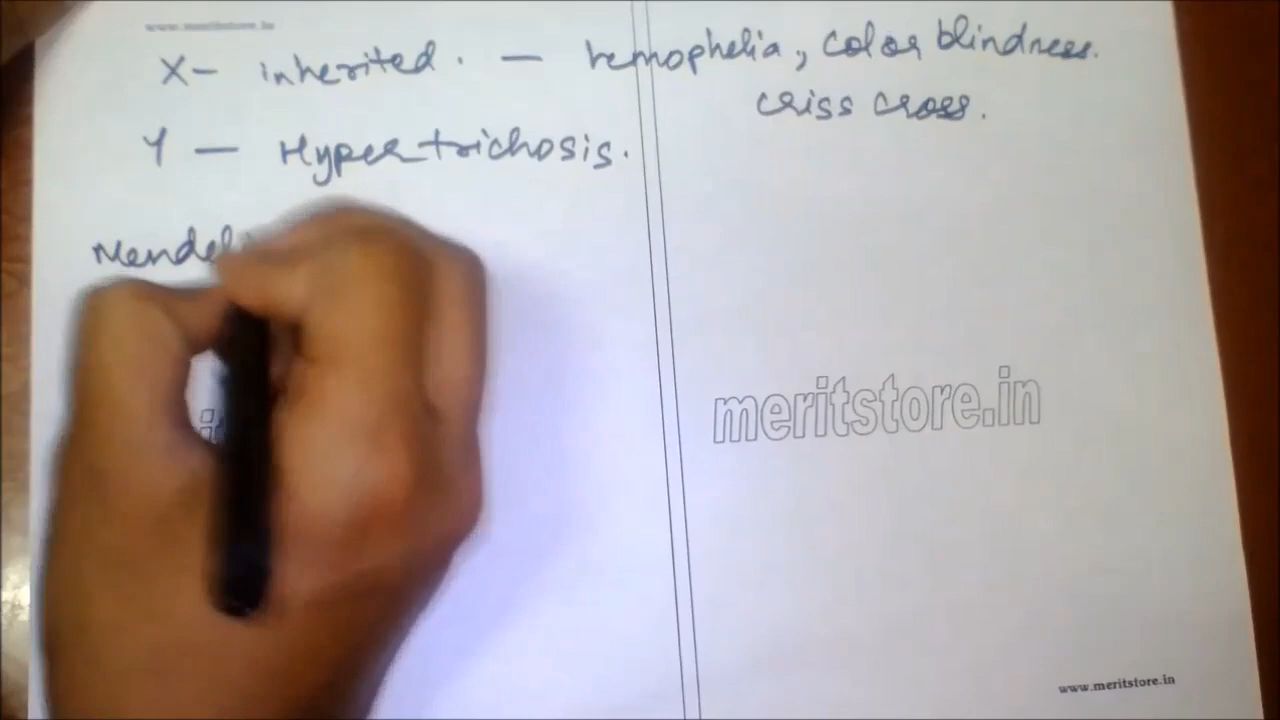 www.meritstore.in
X- inherited. — hemophelia, color blindness.
criss cross.
Y — Hypertrichosis.
meritstore.in
www.meritstore.in